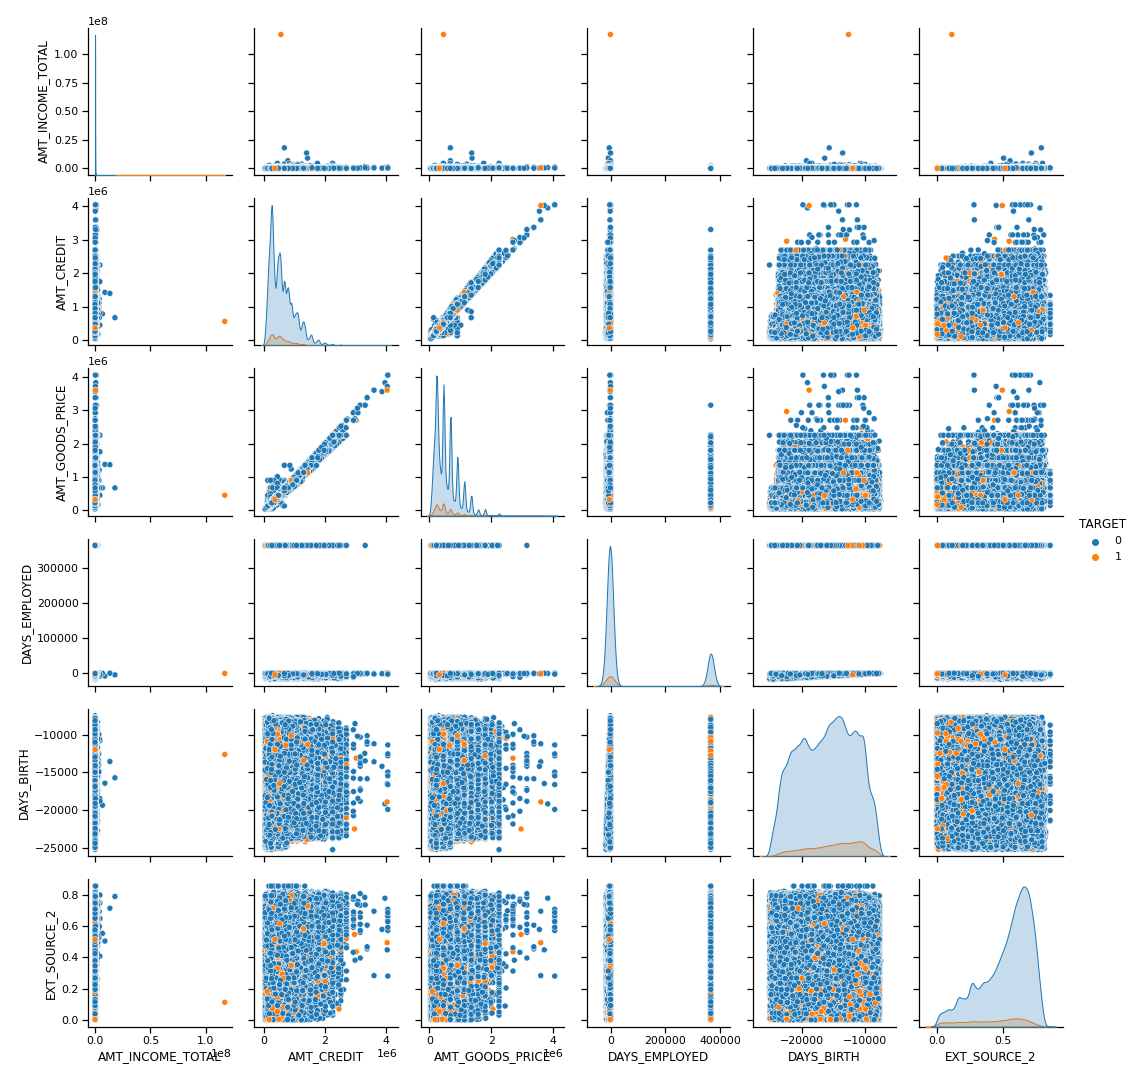 1e8
1.00
0.75
0.50
0.25
0.00
AMT_INCOME_TOTAL
1e6
4
3
2
1
0
AMT_CREDIT
1e6
4
3
2
1
0
AMT_GOODS_PRICE
TARGET
0
1
300000
200000
100000
0
DAYS_EMPLOYED
−10000
−15000
−20000
−25000
DAYS_BIRTH
0.8
0.6
0.4
0.2
0.0
EXT_SOURCE_2
0 1 0 2 4 0 2 4 0 200000 400000 −20000 −10000 0.0 0.5
1e8 1e6 1e6
AMT_INCOME_TOTAL AMT_CREDIT AMT_GOODS_PRICE DAYS_EMPLOYED DAYS_BIRTH EXT_SOURCE_2